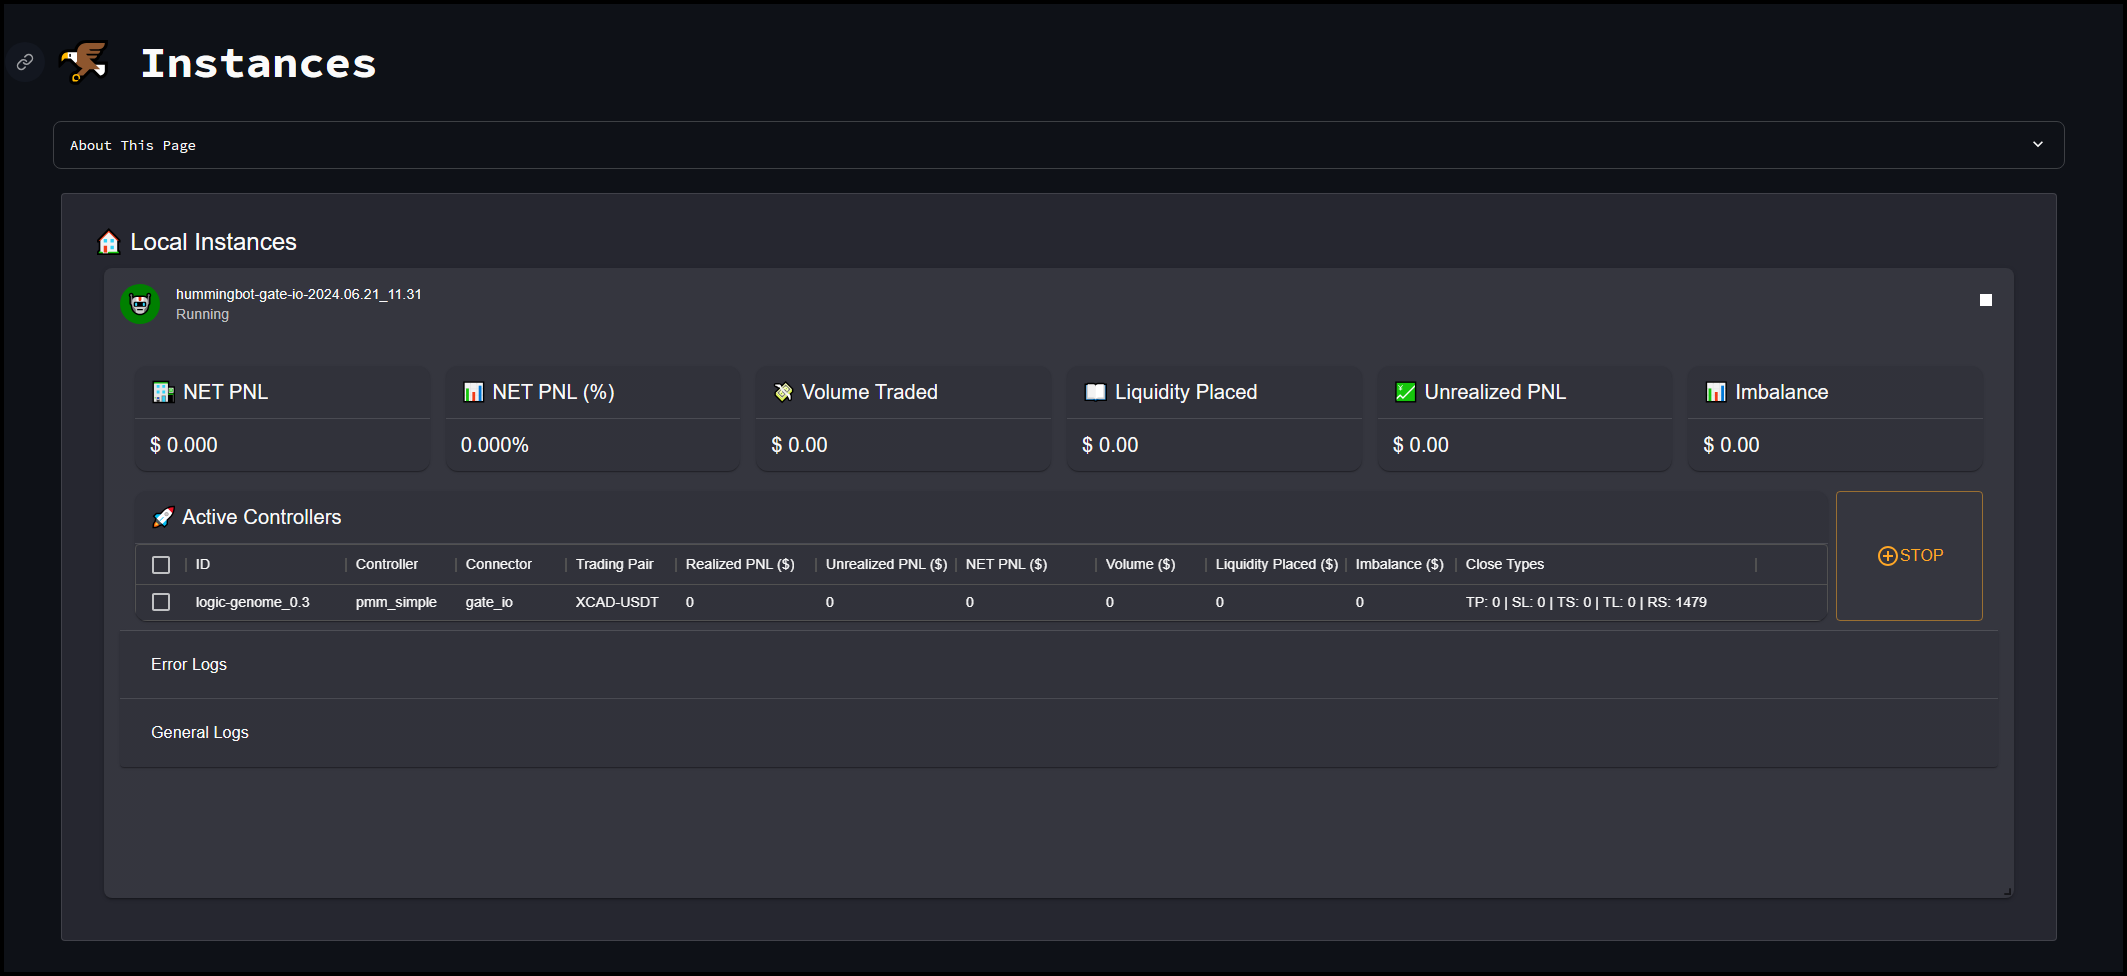 Instances
About This Page
Local Instances
hummingbot-gate-io-2024.06.21_11.31
Running
NET PNL
NET PNL (%)
Volume Traded
Liquidity Placed
Unrealized PNL
Imbalance
$ 0.000
0.000%
$ 0.00
$ 0.00
$ 0.00
$ 0.00
Active Controllers
STOP
ID Controller Connector Trading Pair Realized PNL ($) Unrealized PNL ($) NET PNL ($) Volume ($) Liquidity Placed ($) Imbalance ($) Close Types
logic-genome_0.3 pmm_simple gate_io XCAD-USDT 0 0 0 0 0 0 TP: 0 | SL: 0 | TS: 0 | TL: 0 | RS: 1479
Error Logs
General Logs